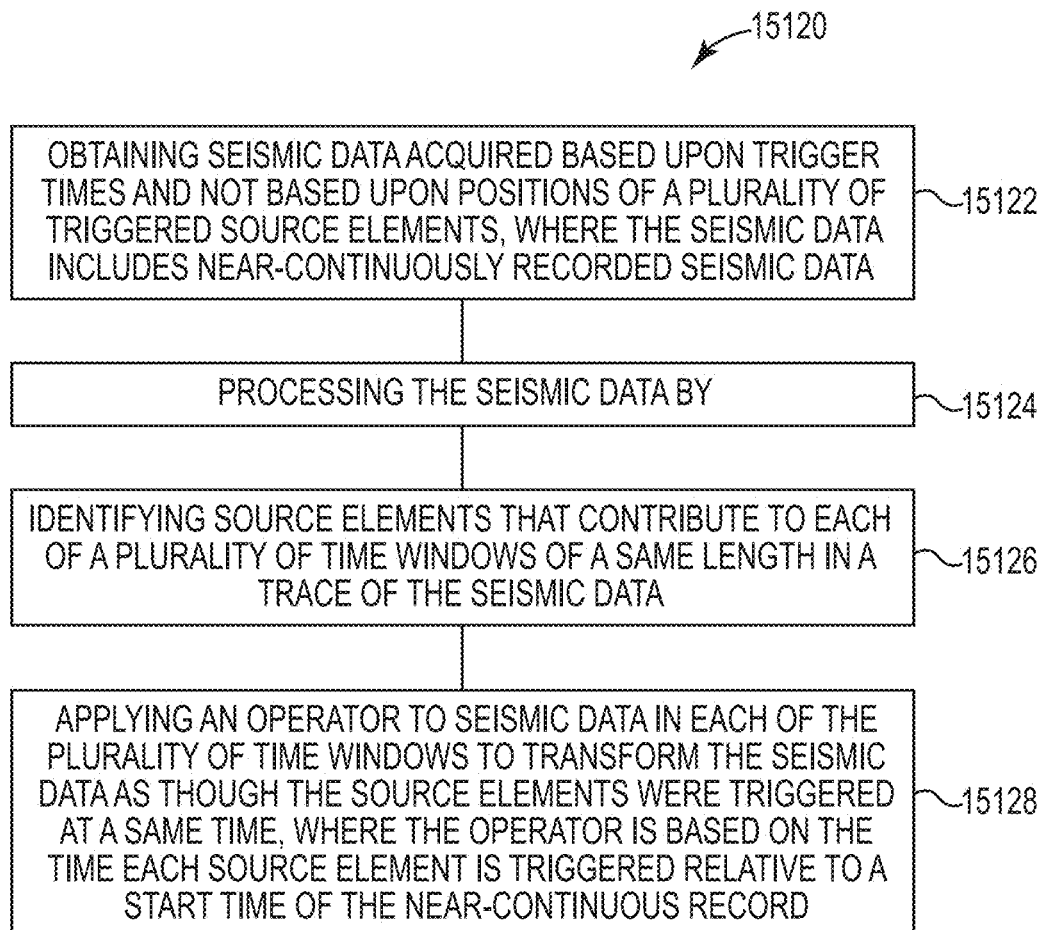 15120
OBTAINING SEISMIC DATA ACQUIRED BASED UPON TRIGGER
TIMES AND NOT BASED UPON POSITIONS OF A PLURALITY OF
TRIGGERED SOURCE ELEMENTS, WHERE THE SEISMIC DATA
INCLUDES NEAR-CONTINUOUSLY RECORDED SEISMIC DATA
15122
PROCESSING THE SEISMIC DATA BY
15124
IDENTIFYING SOURCE ELEMENTS THAT CONTRIBUTE TO EACH
OF A PLURALITY OF TIME WINDOWS OF A SAME LENGTH IN A
TRACE OF THE SEISMIC DATA
15126
APPLYING AN OPERATOR TO SEISMIC DATA IN EACH OF THE
PLURALITY OF TIME WINDOWS TO TRANSFORM THE SEISMIC
DATA AS THOUGH THE SOURCE ELEMENTS WERE TRIGGERED
AT A SAME TIME, WHERE THE OPERATOR IS BASED ON THE
TIME EACH SOURCE ELEMENT IS TRIGGERED RELATIVE TO A
START TIME OF THE NEAR-CONTINUOUS RECORD
15128